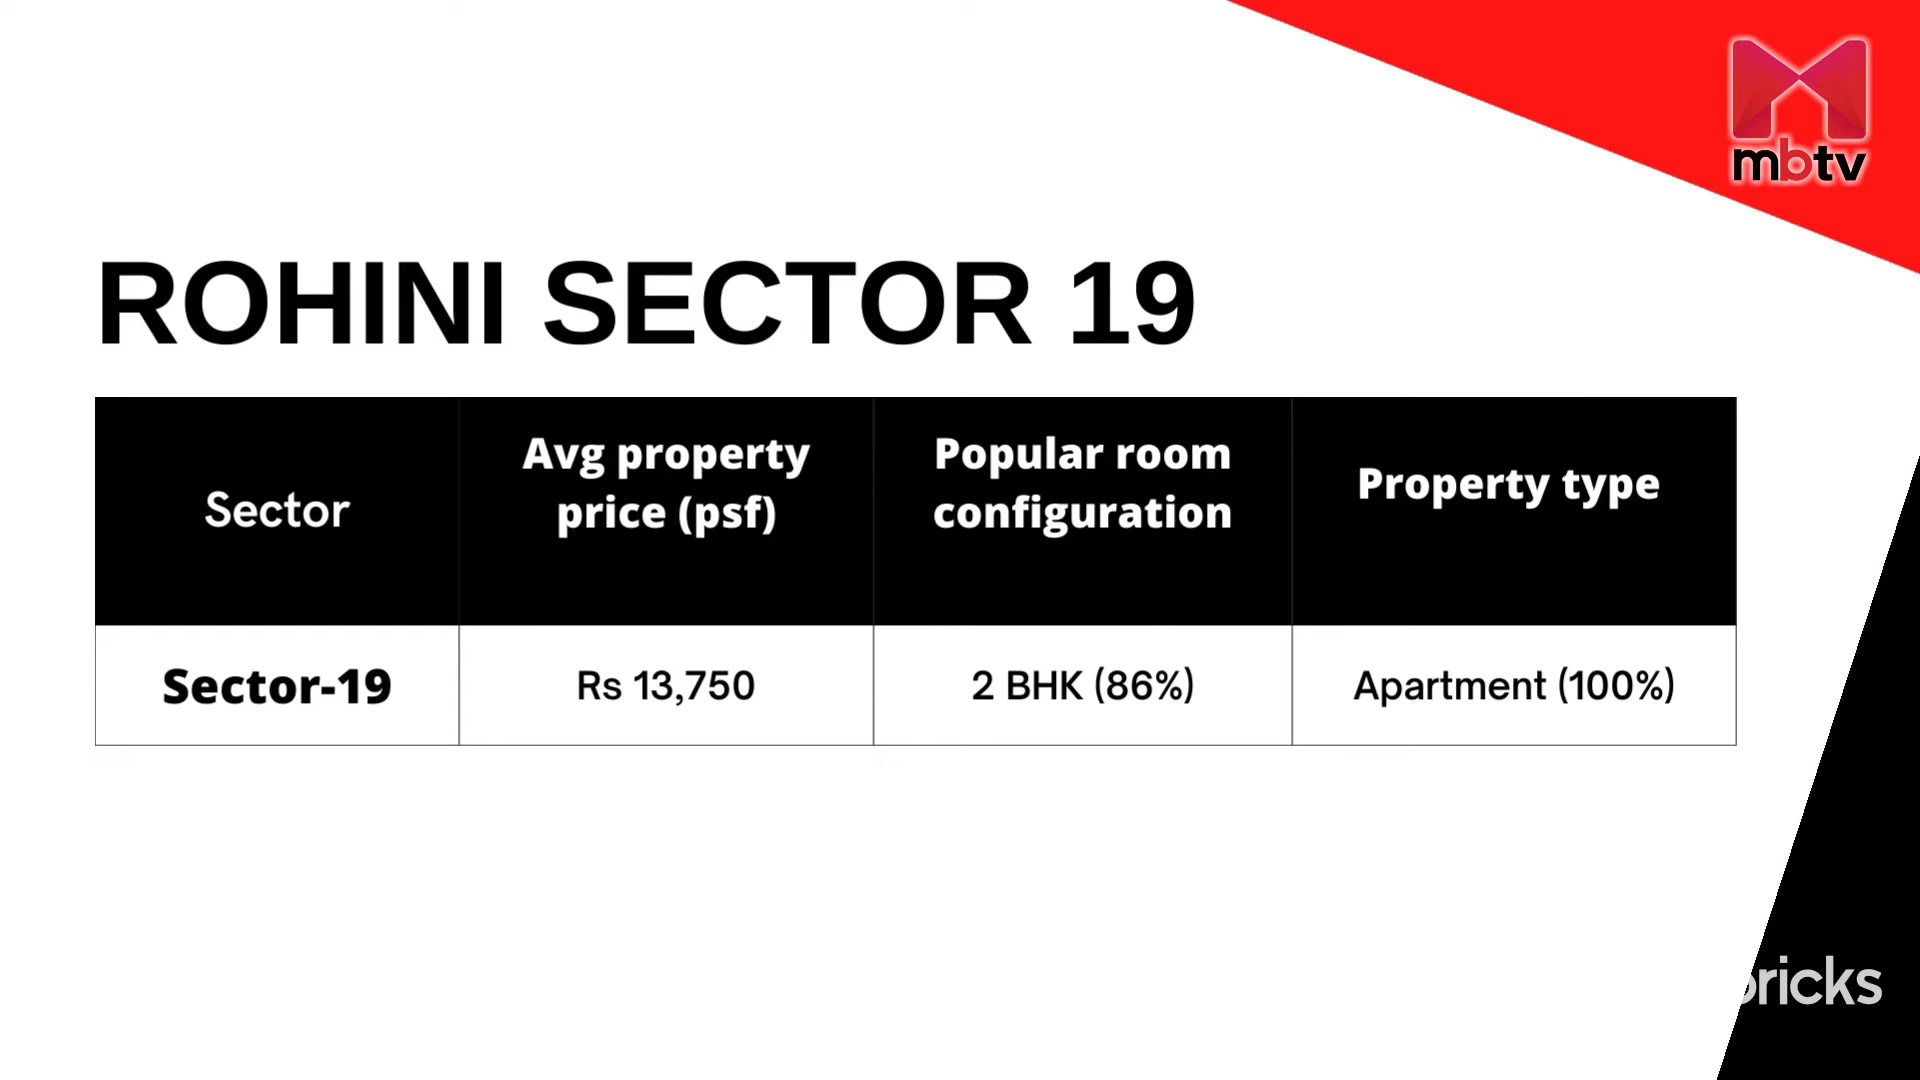 mbtv
ROHINI SECTOR 19
Sector
Avg property
price (psf)
Popular room
configuration
Property type
Sector-19
Rs 13,750
2 BHK (86%)
Apartment (100%)